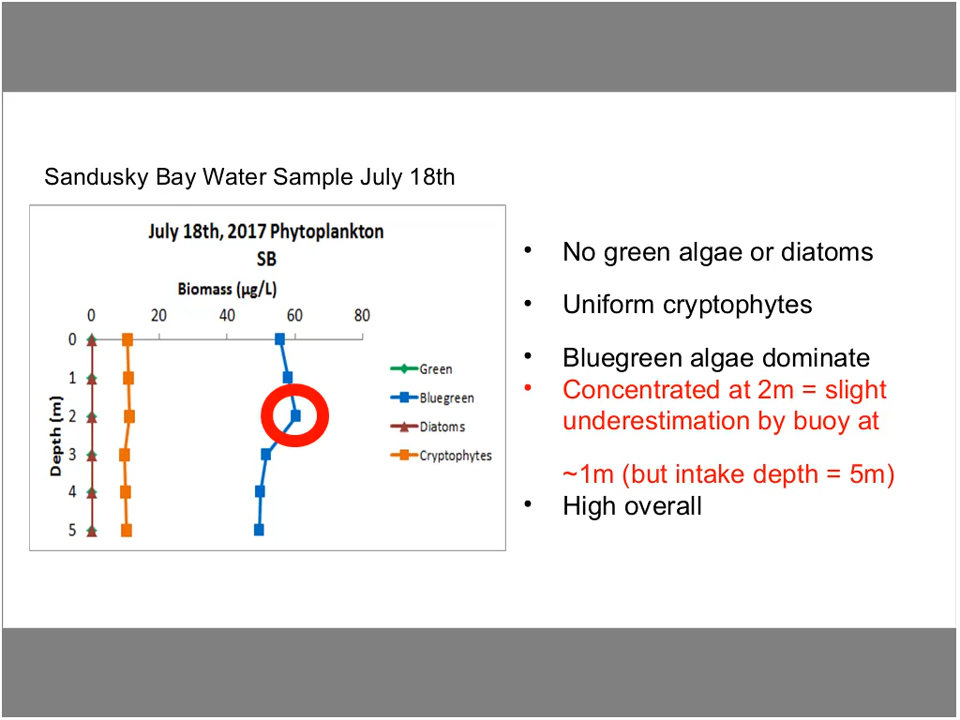 Sandusky Bay Water Sample July 18th
July 18th, 2017 Phytoplankton
SB
Biomass (µg/L)
0 20 40 60 80
0
1
2
3
4
5
Depth (m)
Green
Bluegreen
Diatoms
Cryptophytes
• No green algae or diatoms
• Uniform cryptophytes
• Bluegreen algae dominate
• Concentrated at 2m = slight
underestimation by buoy at
~1m (but intake depth = 5m)
• High overall